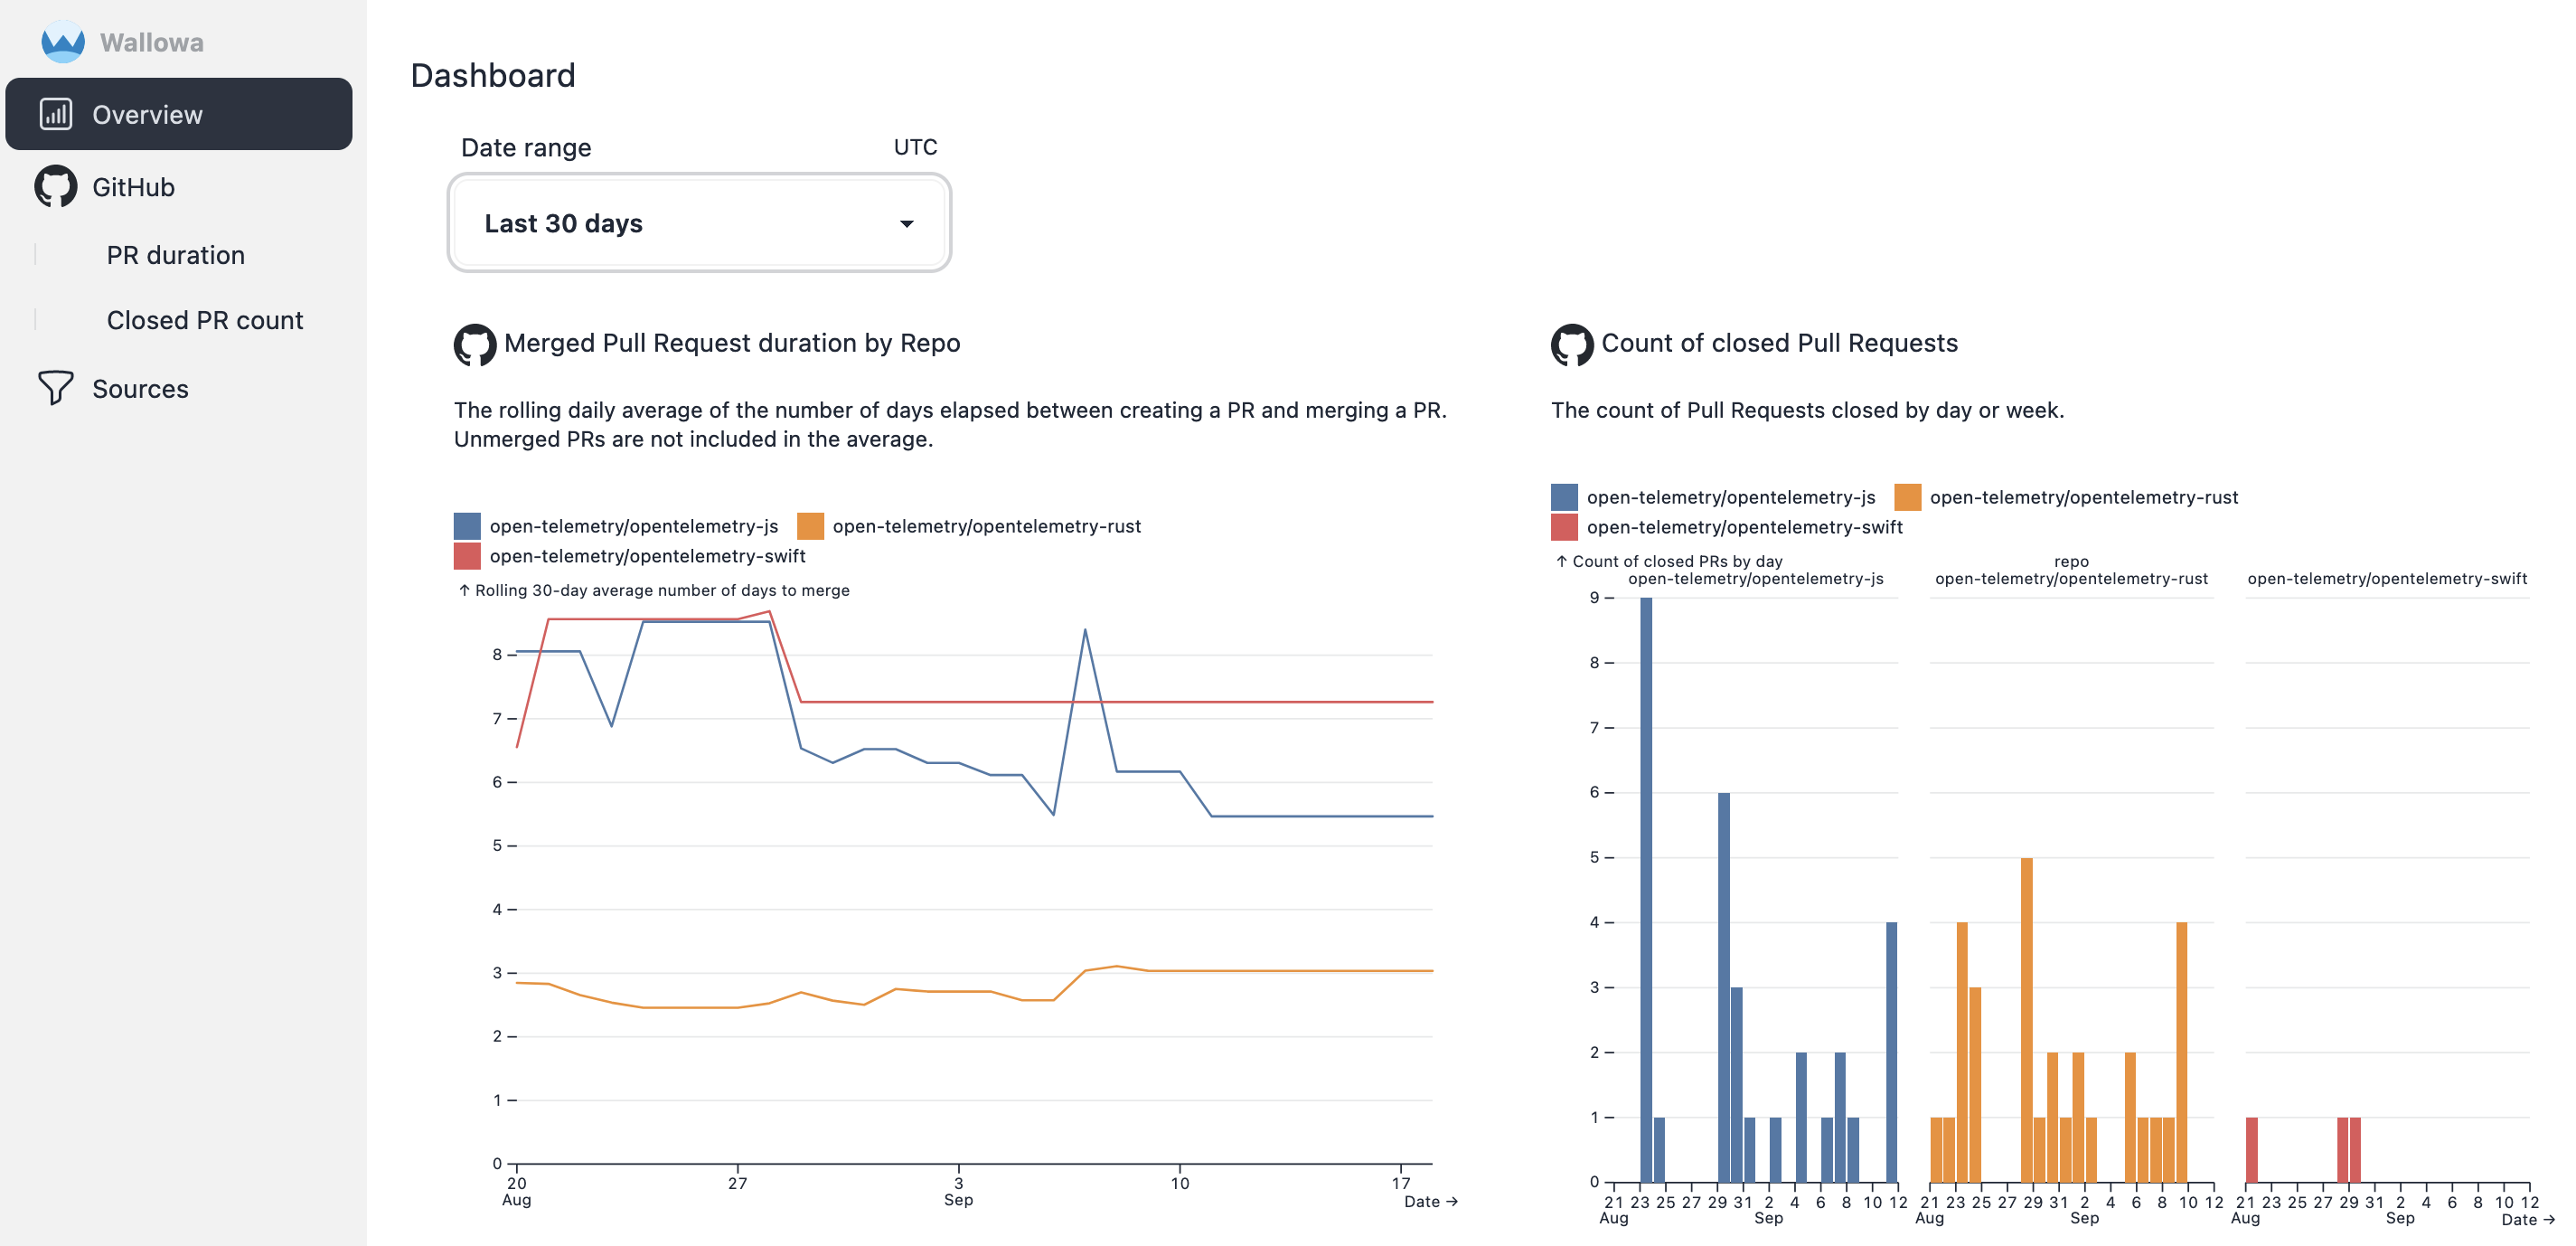 Wallowa
Overview
GitHub
PR duration
Closed PR count
Sources
Dashboard
Date range UTC
Last 30 days
Merged Pull Request duration by Repo
The rolling daily average of the number of days elapsed between creating a PR and merging a PR.
Unmerged PRs are not included in the average.
open-telemetry/opentelemetry-js open-telemetry/opentelemetry-rust
open-telemetry/opentelemetry-swift
↑ Rolling 30-day average number of days to merge
8
7
6
5
4
3
2
1
0
20 27 3 10 17
Aug Sep Date →
Count of closed Pull Requests
The count of Pull Requests closed by day or week.
open-telemetry/opentelemetry-js open-telemetry/opentelemetry-rust
open-telemetry/opentelemetry-swift
↑ Count of closed PRs by day repo
open-telemetry/opentelemetry-js open-telemetry/opentelemetry-rust open-telemetry/opentelemetry-swift
9
8
7
6
5
4
3
2
1
0
21 23 25 27 29 31 2 4 6 8 10 12 21 23 25 27 29 31 2 4 6 8 10 12 21 23 25 27 29 31 2 4 6 8 10 12
Aug Sep Aug Sep Aug Sep Date →